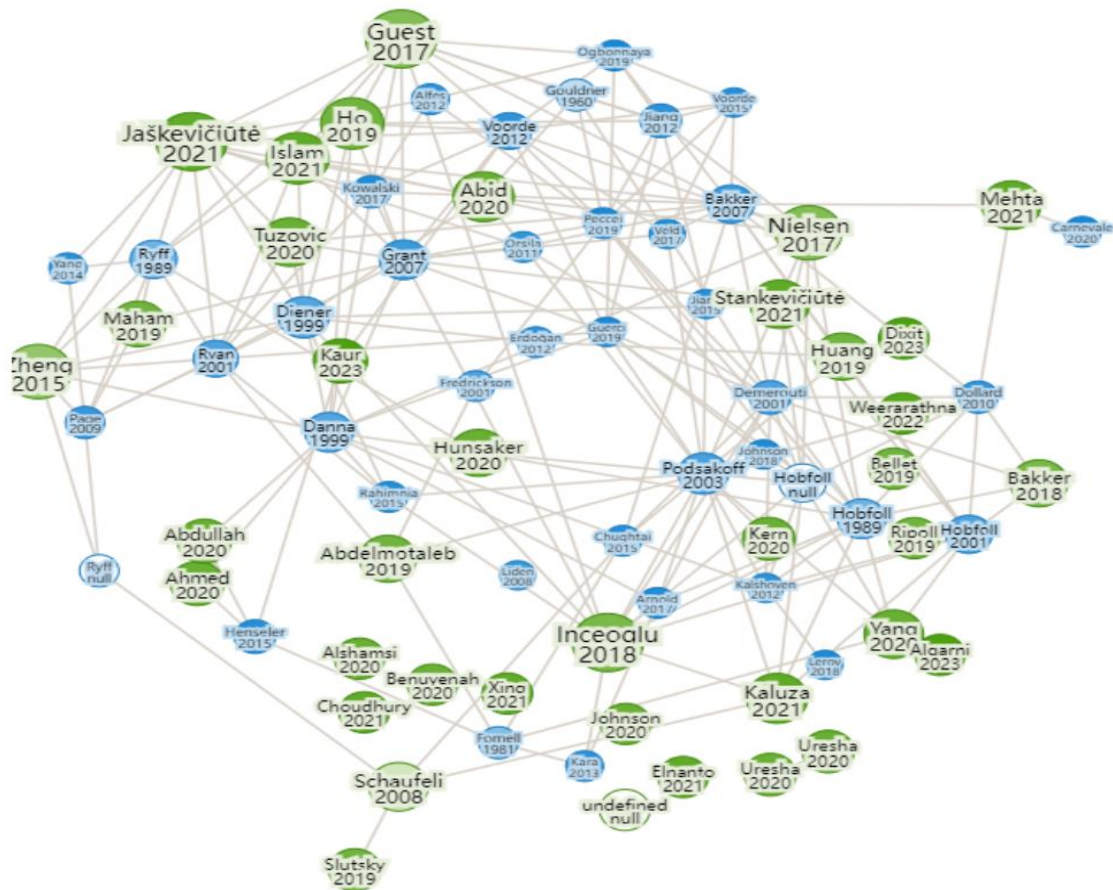 Guest
2017
Ogbonnaya
2019
Alfes
2012
Gouldner
1960
Voorde
2015
Ho
2019
Voorde
2012
Jiang
2012
Jaškevičiūtė
2021
Islam
2021
Kowalski
2017
Abid
2020
Bakker
2007
Mehta
2021
Carnevale
2020
Peccei
2019
Veld
2017
Nielsen
2017
Tuzovic
2020
Orsila
2011
Yang
2014
Ryff
1989
Grant
2007
Stankevičiūtė
2021
2015
Maham
2019
Diener
1999
Erdogan
2012
Guerci
2019
Dixit
2023
Huang
2019
Zheng
2015
Ryan
2001
Kaur
2023
Fredrickson
2001
Demerouti
2001
Dollard
2010
Weerarathna
2022
Page
2009
Danna
1999
Hunsaker
2020
Johnson
2018
Podsakoff
2003
Hobfoll
null
Bellet
2019
Bakker
2018
Rahimnia
2015
Hobfoll
1989
Ripoll
2019
Hobfoll
2001
Abdullah
2020
Chughtai
2015
Kern
2020
Abdelmotaleb
2019
Ryff
null
Ahmed
2020
Liden
2008
Kalshoven
2012
Arnold
2017
Henseler
2015
Inceoglu
2018
Yang
2020
Algarni
2023
Alshamsi
2020
Leroy
2018
Benuyenah
2020
Xing
2021
Kaluza
2021
Choudhury
2021
Johnson
2020
Fornell
1981
Uresha
2020
Kara
2013
Elnanto
2021
Uresha
2020
Schaufeli
2008
undefined
null
Slutsky
2019